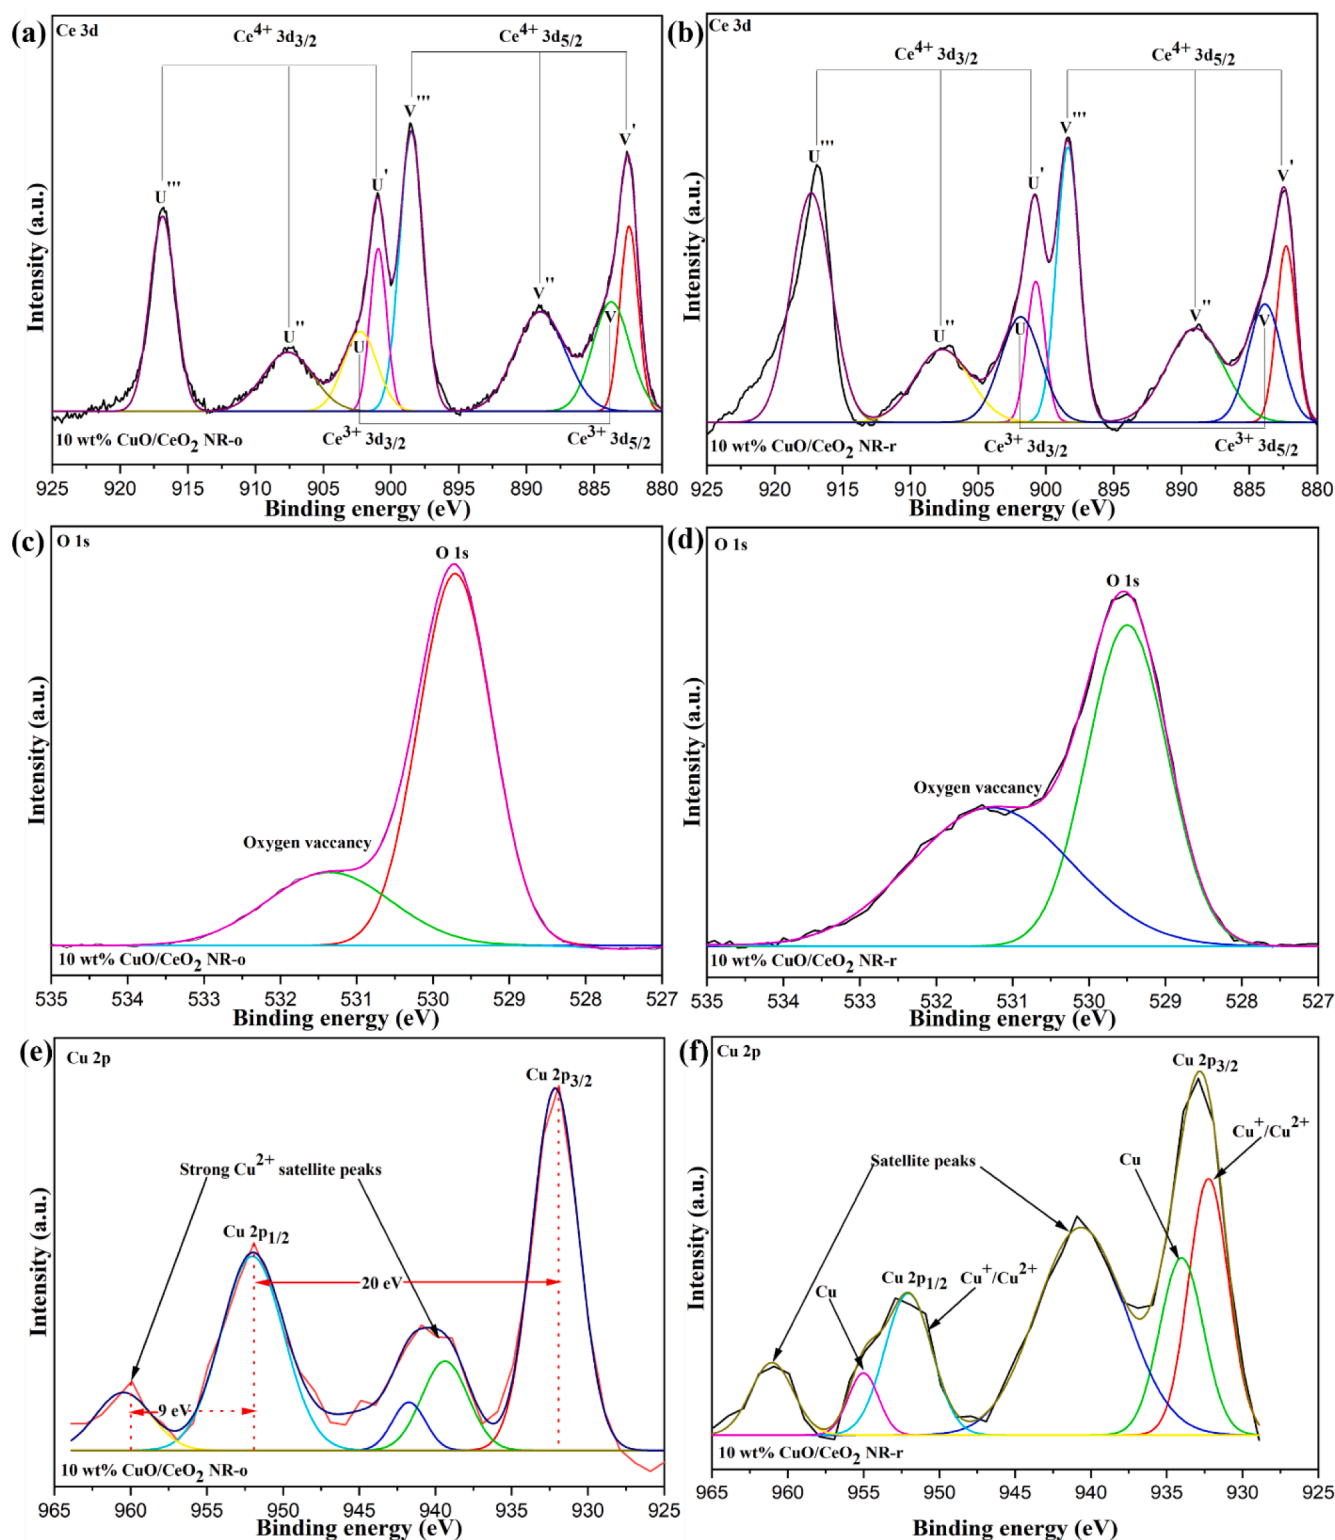 (a)
Ce 3d
Ce4+ 3d3/2
Ce4+ 3d5/2
U'''
U''
U'
U
V'''
V''
V'
V
Ce3+ 3d3/2
Ce3+ 3d5/2
10 wt% CuO/CeO2 NR-o
Intensity (a.u.)
925 920 915 910 905 900 895 890 885 880
Binding energy (eV)
(b)
Ce 3d
Ce4+ 3d3/2
Ce4+ 3d5/2
U'''
U''
U'
U
V'''
V''
V'
V
Ce3+ 3d3/2
Ce3+ 3d5/2
10 wt% CuO/CeO2 NR-r
Intensity (a.u.)
925 920 915 910 905 900 895 890 885 880
Binding energy (eV)
(c)
O 1s
O 1s
Oxygen vaccancy
10 wt% CuO/CeO2 NR-o
Intensity (a.u.)
535 534 533 532 531 530 529 528 527
Binding energy (eV)
(d)
O 1s
O 1s
Oxygen vaccancy
10 wt% CuO/CeO2 NR-r
Intensity (a.u.)
535 534 533 532 531 530 529 528 527
Binding energy (eV)
(e)
Cu 2p
Cu 2p3/2
Strong Cu2+ satellite peaks
Cu 2p1/2
20 eV
9 eV
10 wt% CuO/CeO2 NR-o
Intensity (a.u.)
960 955 950 945 940 935 930 925
Binding energy (eV)
(f)
Cu 2p
Cu 2p3/2
Cu+/Cu2+
Satellite peaks
Cu
Cu 2p1/2
Cu+/Cu2+
Cu
10 wt% CuO/CeO2 NR-r
Intensity (a.u.)
965 960 955 950 945 940 935 930 925
Binding energy (eV)